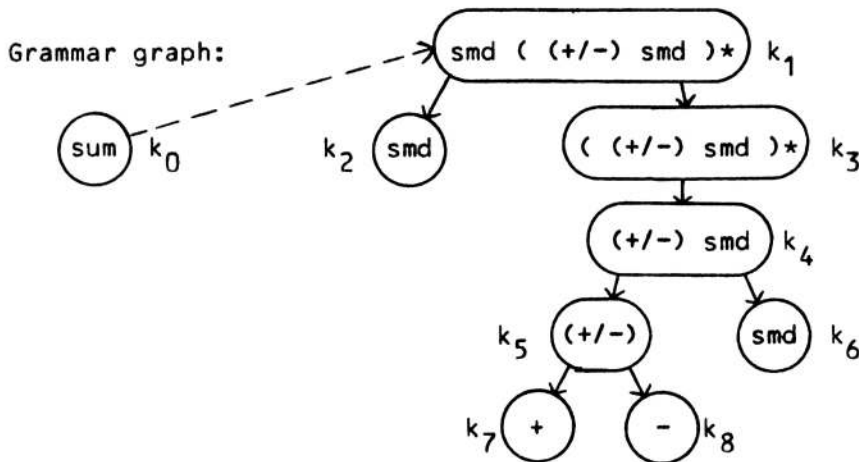 Grammar graph:
smd ( (+/-) smd )* k1
sum k0
k2 smd
( (+/-) smd )* k3
(+/-) smd k4
k5 (+/-)
smd k6
k7 +
- k8